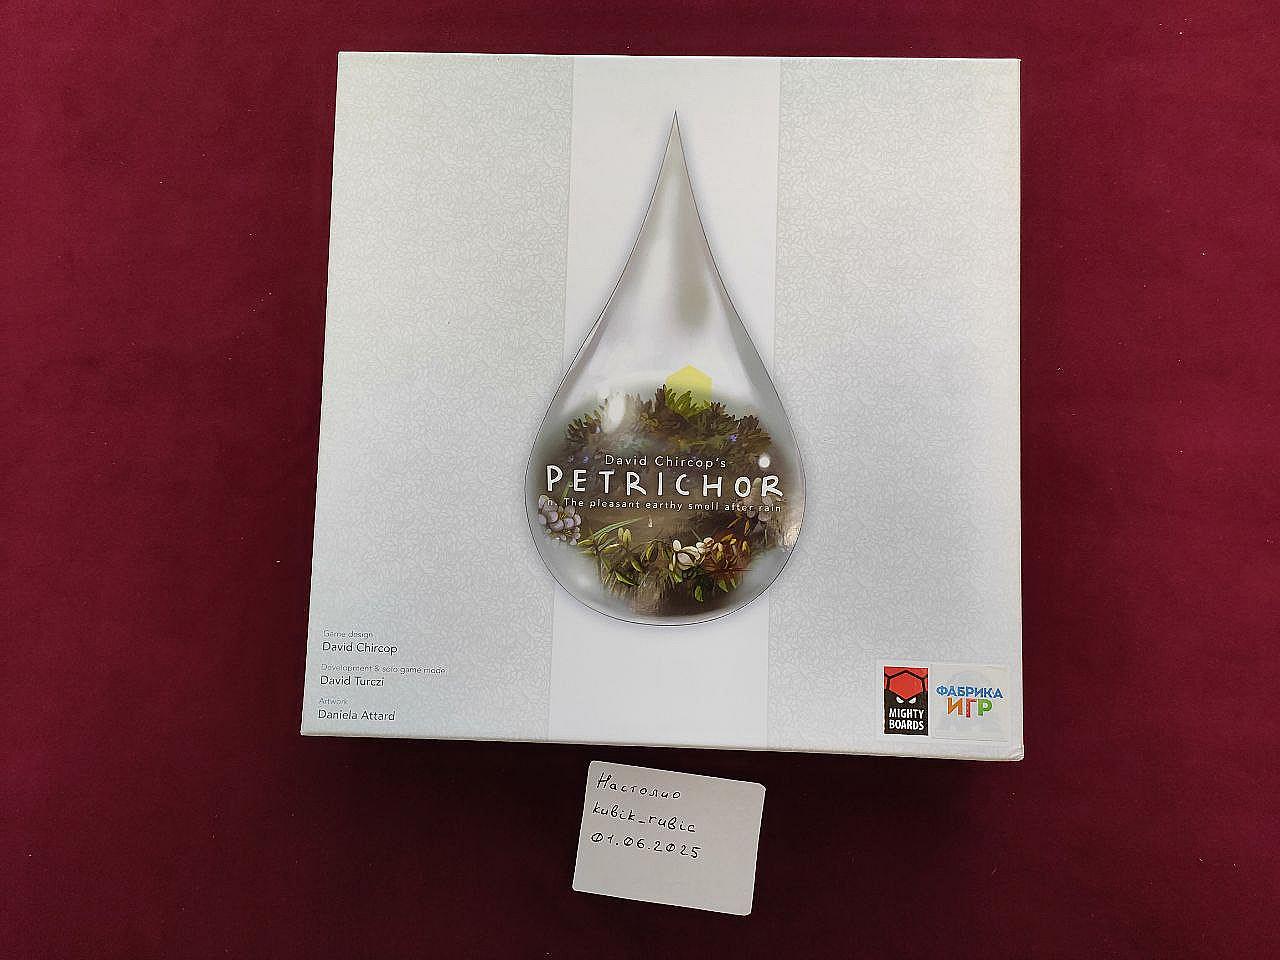 David Chircop's
PETRICHOR
n. The pleasant earthy smell after rain
Game design
David Chircop
Development & solo game mode
David Turczi
Artwork
Daniela Attard
MIGHTY
BOARDS
ФАБРИКА
ИГР
Настолио
kubik_rubic
01.06.2025